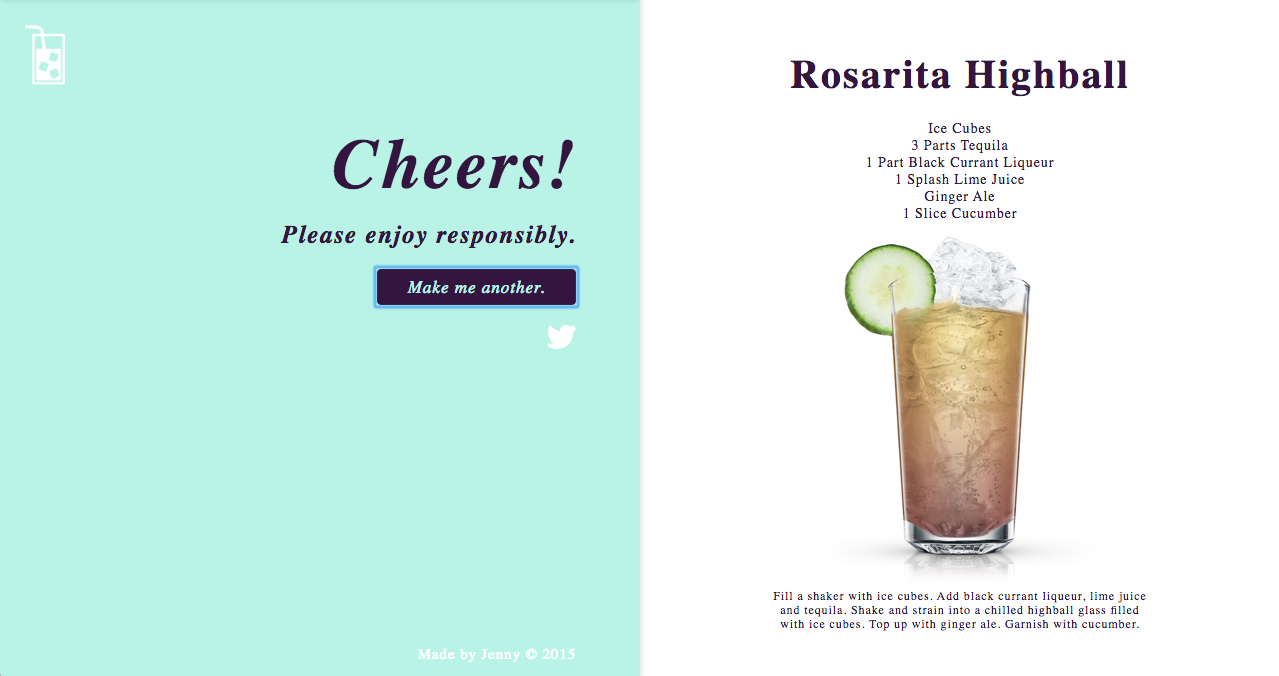 Cheers!
Please enjoy responsibly.
Make me another.
Made by Jenny © 2015
Rosarita Highball
Ice Cubes
3 Parts Tequila
1 Part Black Currant Liqueur
1 Splash Lime Juice
Ginger Ale
1 Slice Cucumber
Fill a shaker with ice cubes. Add black currant liqueur, lime juice
and tequila. Shake and strain into a chilled highball glass filled
with ice cubes. Top up with ginger ale. Garnish with cucumber.